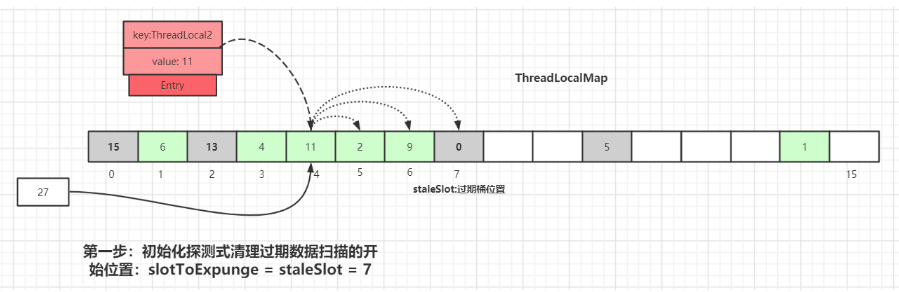 key:ThreadLocal2
value: 11
Entry
ThreadLocalMap
15 6 13 4 11 2 9 0 5 1
0 1 2 3 4 5 6 7 15
staleSlot:过期桶位置
27
第一步：初始化探测式清理过期数据扫描的开
始位置：slotToExpunge = staleSlot = 7